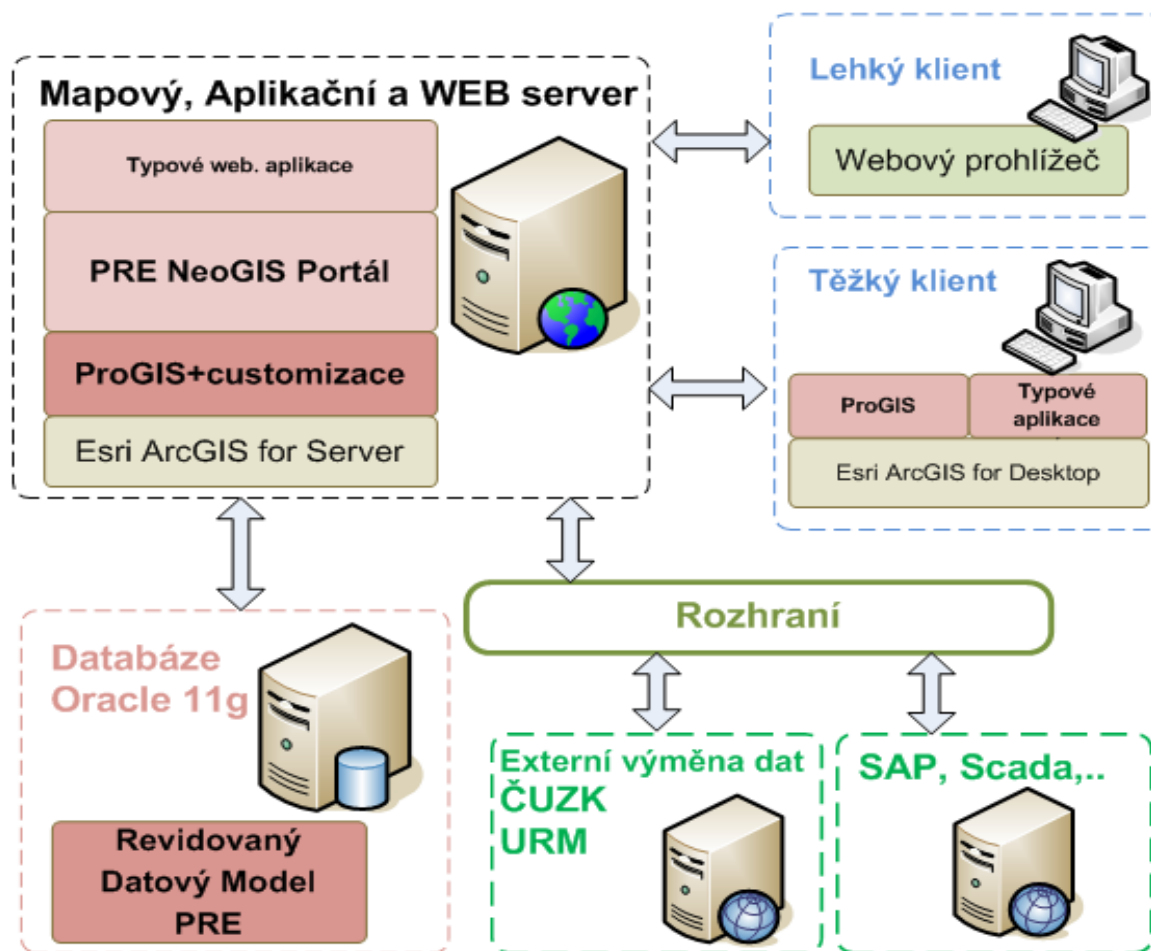 Mapový, Aplikační a WEB server
Typové web. aplikace
PRE NeoGIS Portál
ProGIS+customizace
Esri ArcGIS for Server
Lehký klient
Webový prohlížeč
Těžký klient
ProGIS
Typové
aplikace
Esri ArcGIS for Desktop
Rozhraní
Databáze
Oracle 11g
Revidovaný
Datový Model
PRE
Externí výměna dat
ČUZK
URM
SAP, Scada,..